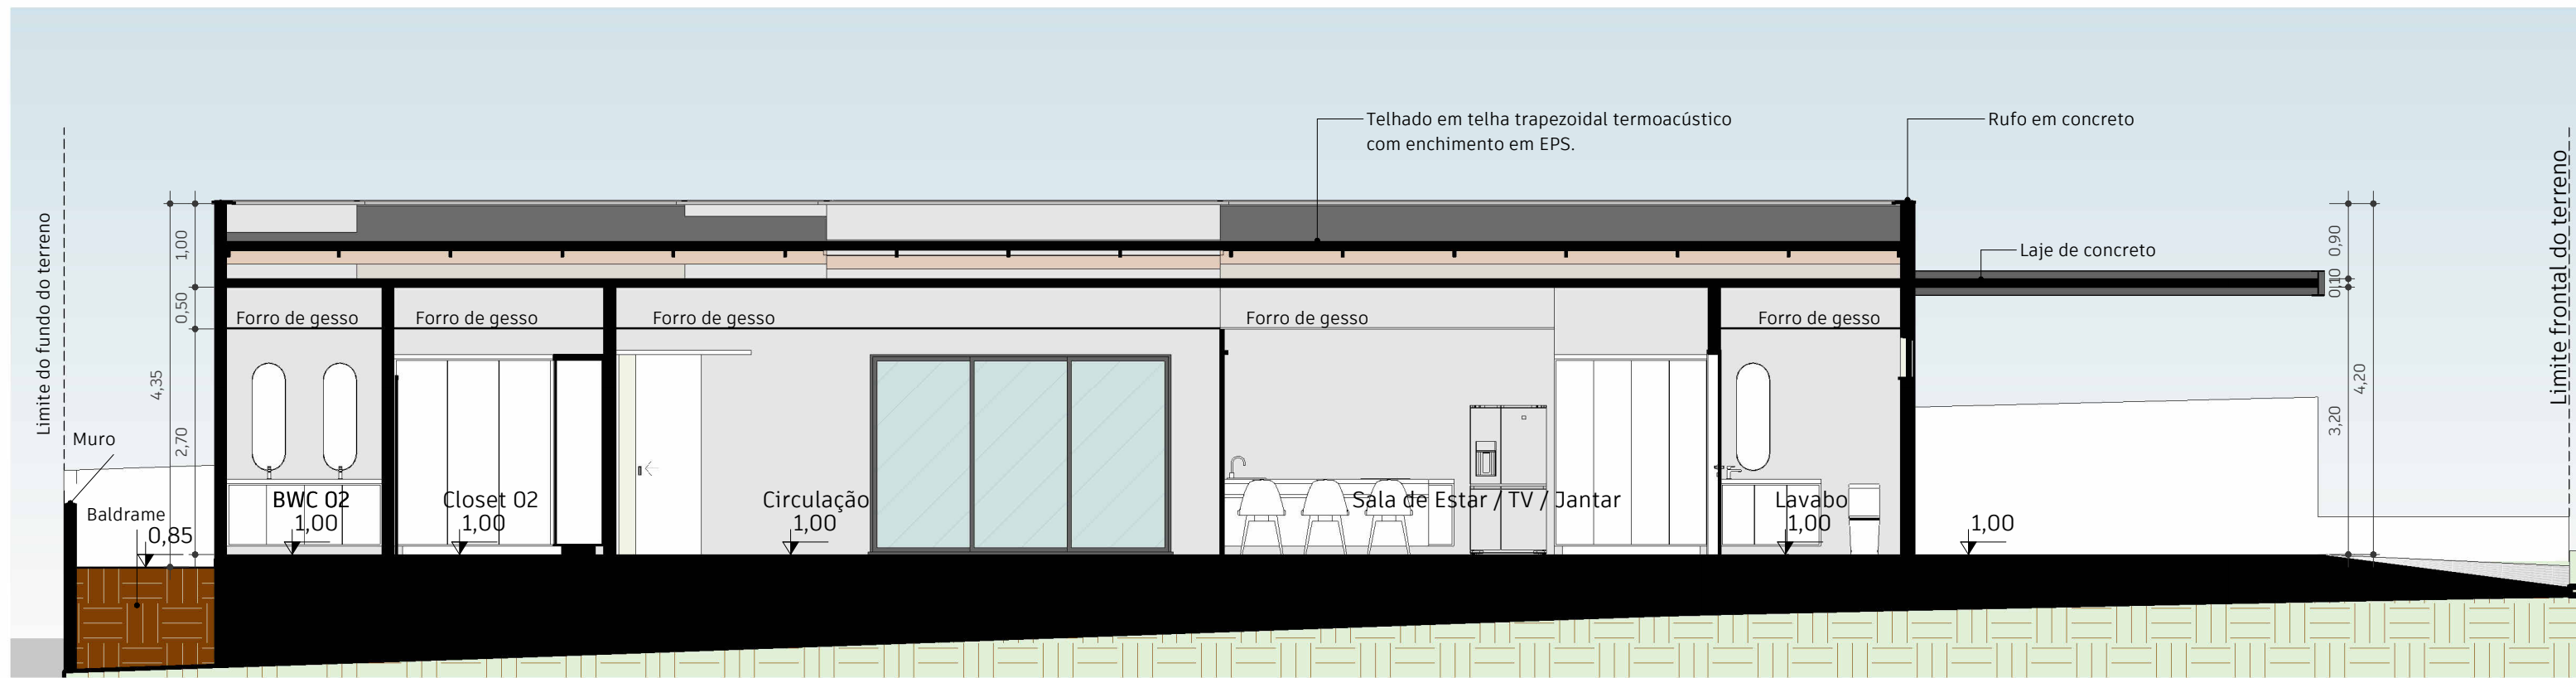 Telhado em telha trapezoidal termoacústico
com enchimento em EPS.
Rufo em concreto
Laje de concreto
Limite do fundo do terreno
Limite frontal do terreno
1,00
0,50
4,35
2,70
0,90
0,10
4,20
3,20
Forro de gesso
Forro de gesso
Forro de gesso
Forro de gesso
Forro de gesso
Muro
Baldrame
0,85
BWC 02
1,00
Closet 02
1,00
Circulação
1,00
Sala de Estar / TV / Jantar
Lavabo
1,00
1,00